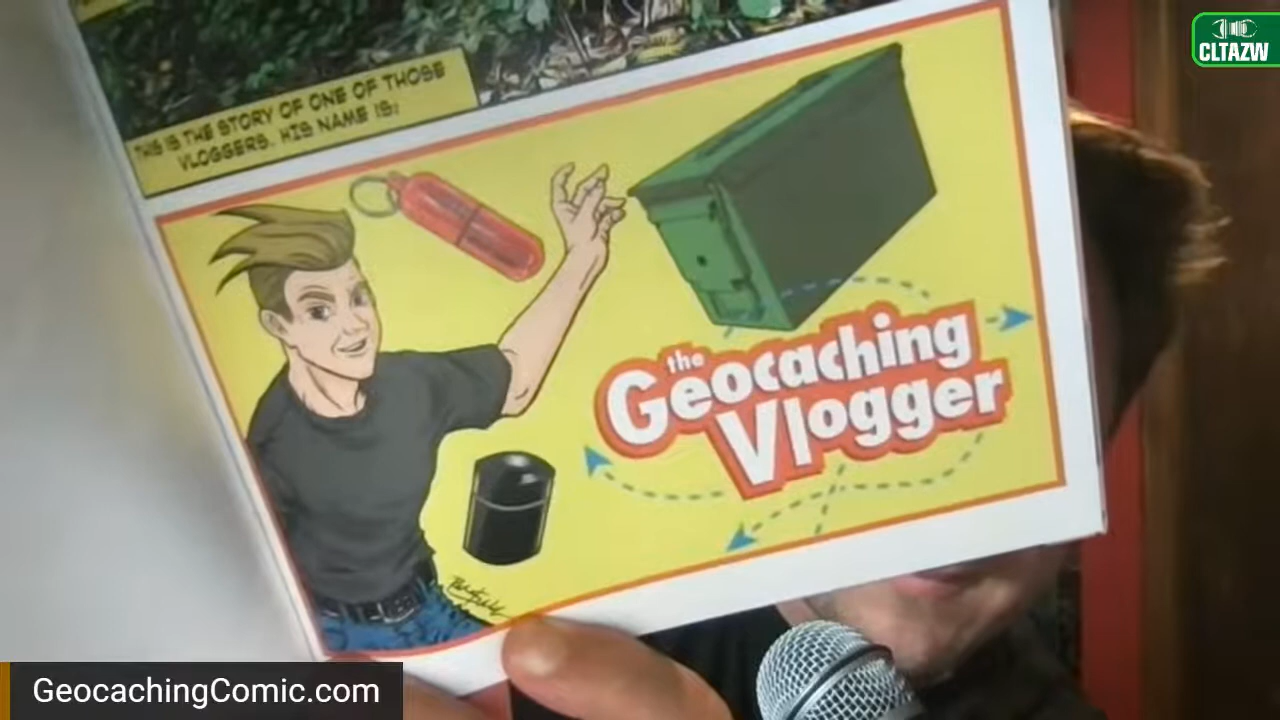 CLTAZW
THIS IS THE STORY OF ONE OF THOSE
VLOGGERS. HIS NAME IS:
the
Geocaching
Vlogger
GeocachingComic.com